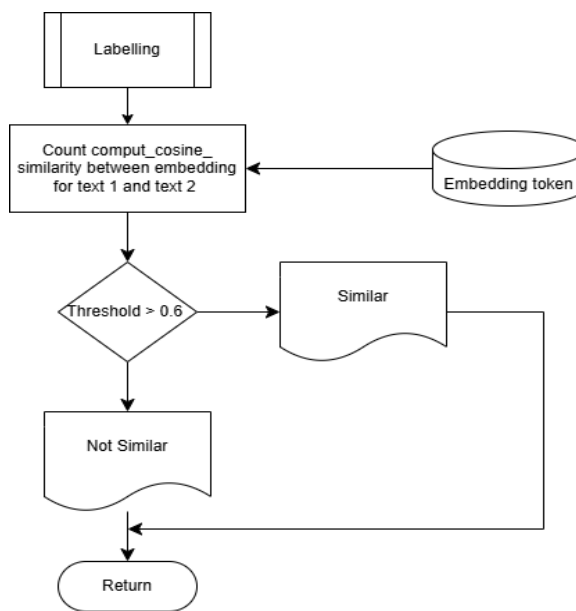 Labelling
Count comput_cosine_
similarity between embedding
for text 1 and text 2
Embedding token
Threshold > 0.6
Similar
Not Similar
Return